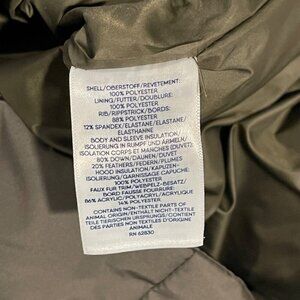 SHELL/OBERSTOFF/REVETEMENT:
100% POLYESTER
LINING/FUTTER/DOUBLURE:
100% POLYESTER
RIB/RIPPSTRICK/BORDS:
88% POLYESTER
12% SPANDEX/ELASTANE/ELASTANE/
ELASTHANNE
BODY AND SLEEVE INSULATION/
ISOLIERUNG IN RUMPF UND ÄRMELN/
ISOLATION CORPS ET MANCHES (DUVET):
80% DOWN/DAUNEN/DUVET
20% FEATHERS/FEDERN/PLUMES
HOOD INSULATION/KAPUZEN-
ISOLIERUNG/GARNISSAGE CAPUCHE:
100% POLYESTER
FAUX FUR TRIM/WEBPELZ-BESATZ/
BORD FAUSSE FOURRURE:
86% ACRYLIC/POLYACRYL/ACRYLIQUE
14% POLYESTER
CONTAINS NON-TEXTILE PARTS OF
ANIMAL ORIGIN/ENTHÄLT NICHT-TEXTILE
TEILE TIERISCHEN URSPRUNGS/CONTIENT
DES PARTIES NON TEXTILES D'ORIGINE
ANIMALE
RN 62830